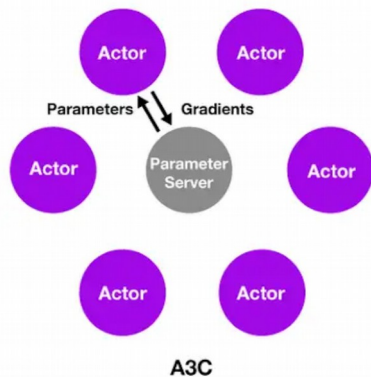 Actor
Actor
Parameters
Gradients
Actor
Parameter
Server
Actor
Actor
Actor
A3C